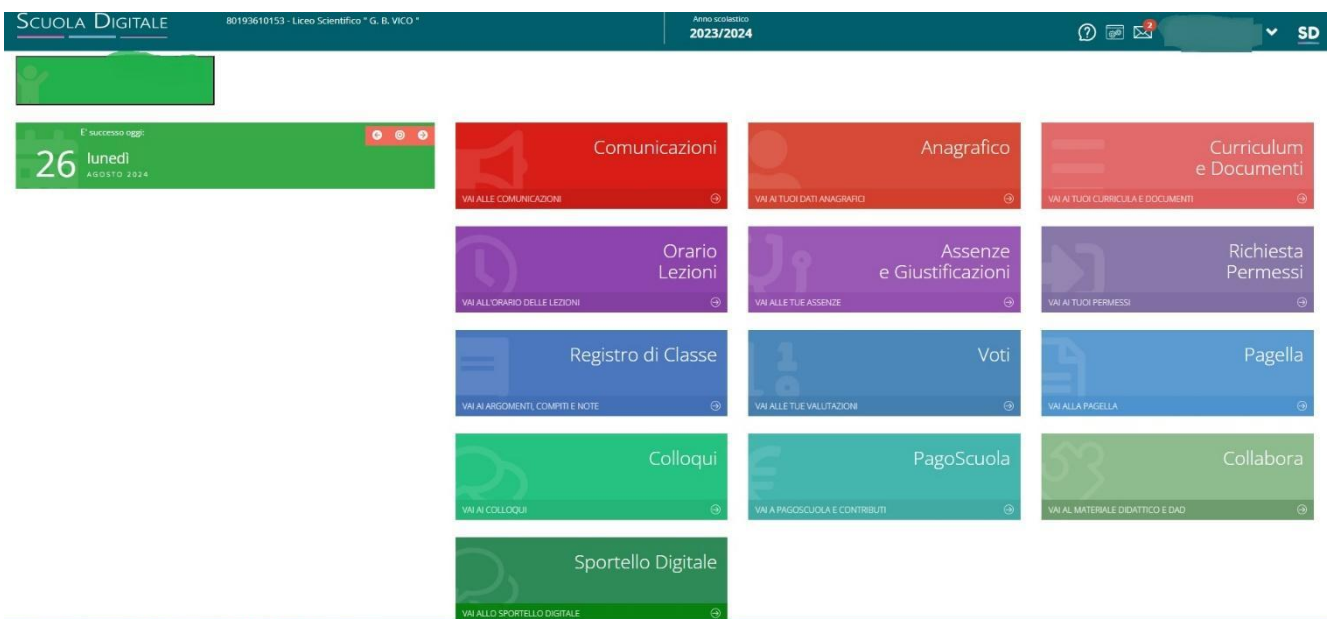 SCUOLA DIGITALE
80193610153 - Liceo Scientifico " G. B. VICO "
Anno scolastico
2023/2024
2
SD
E' successo oggi:
26 lunedì
AGOSTO 2024
Comunicazioni
VAI ALLE COMUNICAZIONI
Anagrafico
VAI AI TUOI DATI ANAGRAFICI
Curriculum
e Documenti
VAI AI TUOI CURRICULA E DOCUMENTI
Orario
Lezioni
VAI ALL'ORARIO DELLE LEZIONI
Assenze
e Giustificazioni
VAI ALLE TUE ASSENZE
Richiesta
Permessi
VAI AI TUOI PERMESSI
Registro di Classe
VAI AI ARGOMENTI, COMPITI E NOTE
Voti
VAI ALLE TUE VALUTAZIONI
Pagella
VAI ALLA PAGELLA
Colloqui
VAI AI COLLOQUI
PagoScuola
VAI A PAGOSCUOLA E CONTRIBUTI
Collabora
VAI AL MATERIALE DIDATTICO E DAD
Sportello Digitale
VAI ALLO SPORTELLO DIGITALE